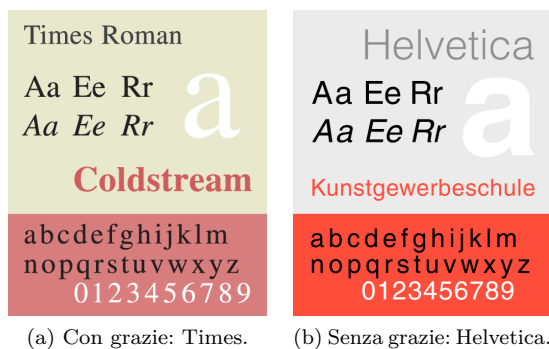 Times Roman
a
Aa Ee Rr
Aa Ee Rr
Coldstream
abcdefghijklm
nopqrstuvwxyz
0123456789
(a) Con grazie: Times.
Helvetica
a
Aa Ee Rr
Aa Ee Rr
Kunstgewerbeschule
abcdefghijklm
nopqrstuvwxyz
0123456789
(b) Senza grazie: Helvetica.